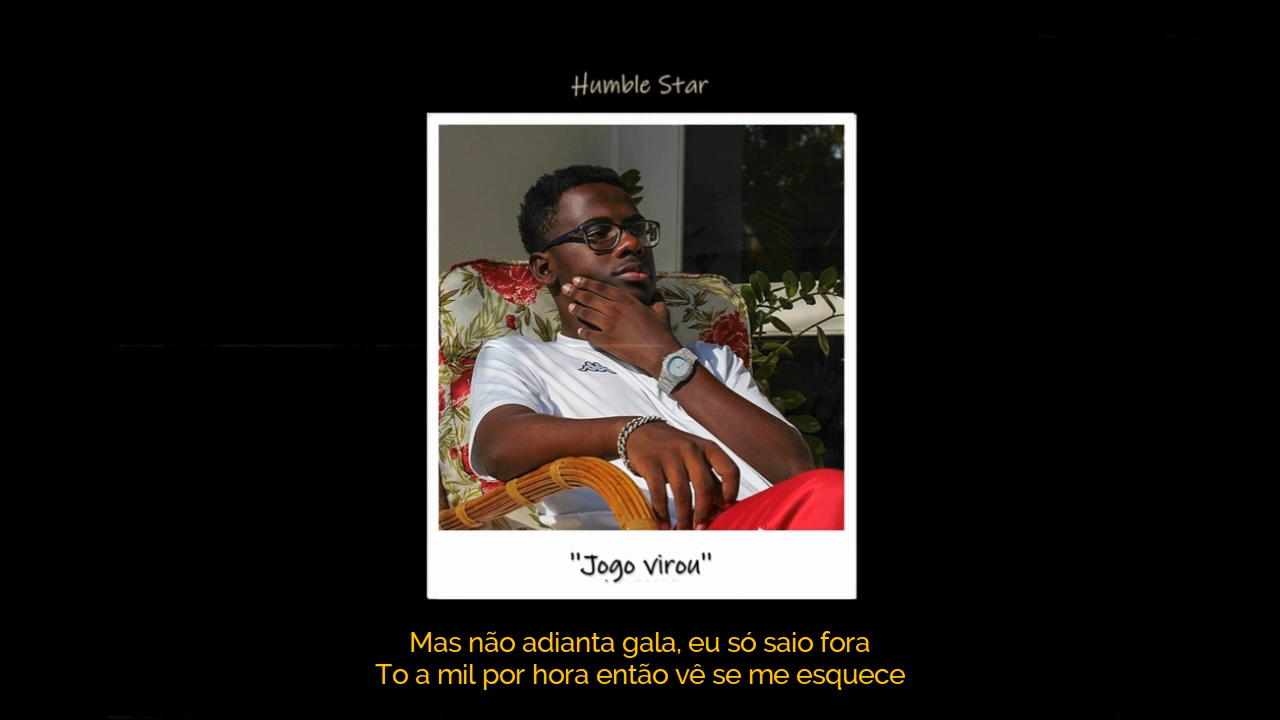 Humble Star
"Jogo virou"
Mas não adianta gala, eu só saio fora
To a mil por hora então vê se me esquece